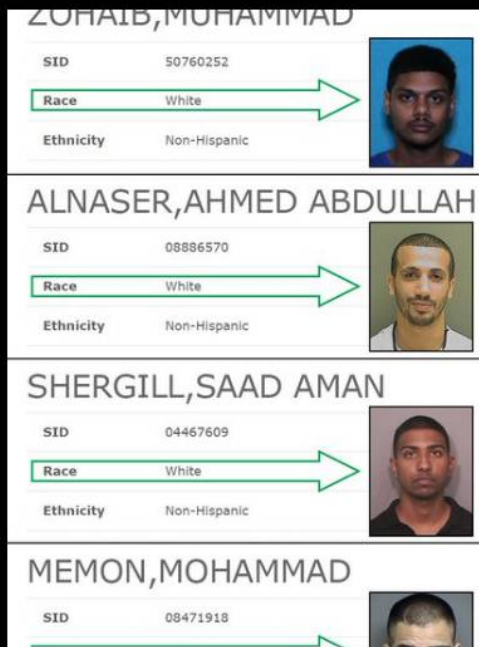 ZOHAIB,MUHAMMAD
SID 50760252
Race White
Ethnicity Non-Hispanic
ALNASER,AHMED ABDULLAH
SID 08886570
Race White
Ethnicity Non-Hispanic
SHERGILL,SAAD AMAN
SID 04467609
Race White
Ethnicity Non-Hispanic
MEMON,MOHAMMAD
SID 08471918